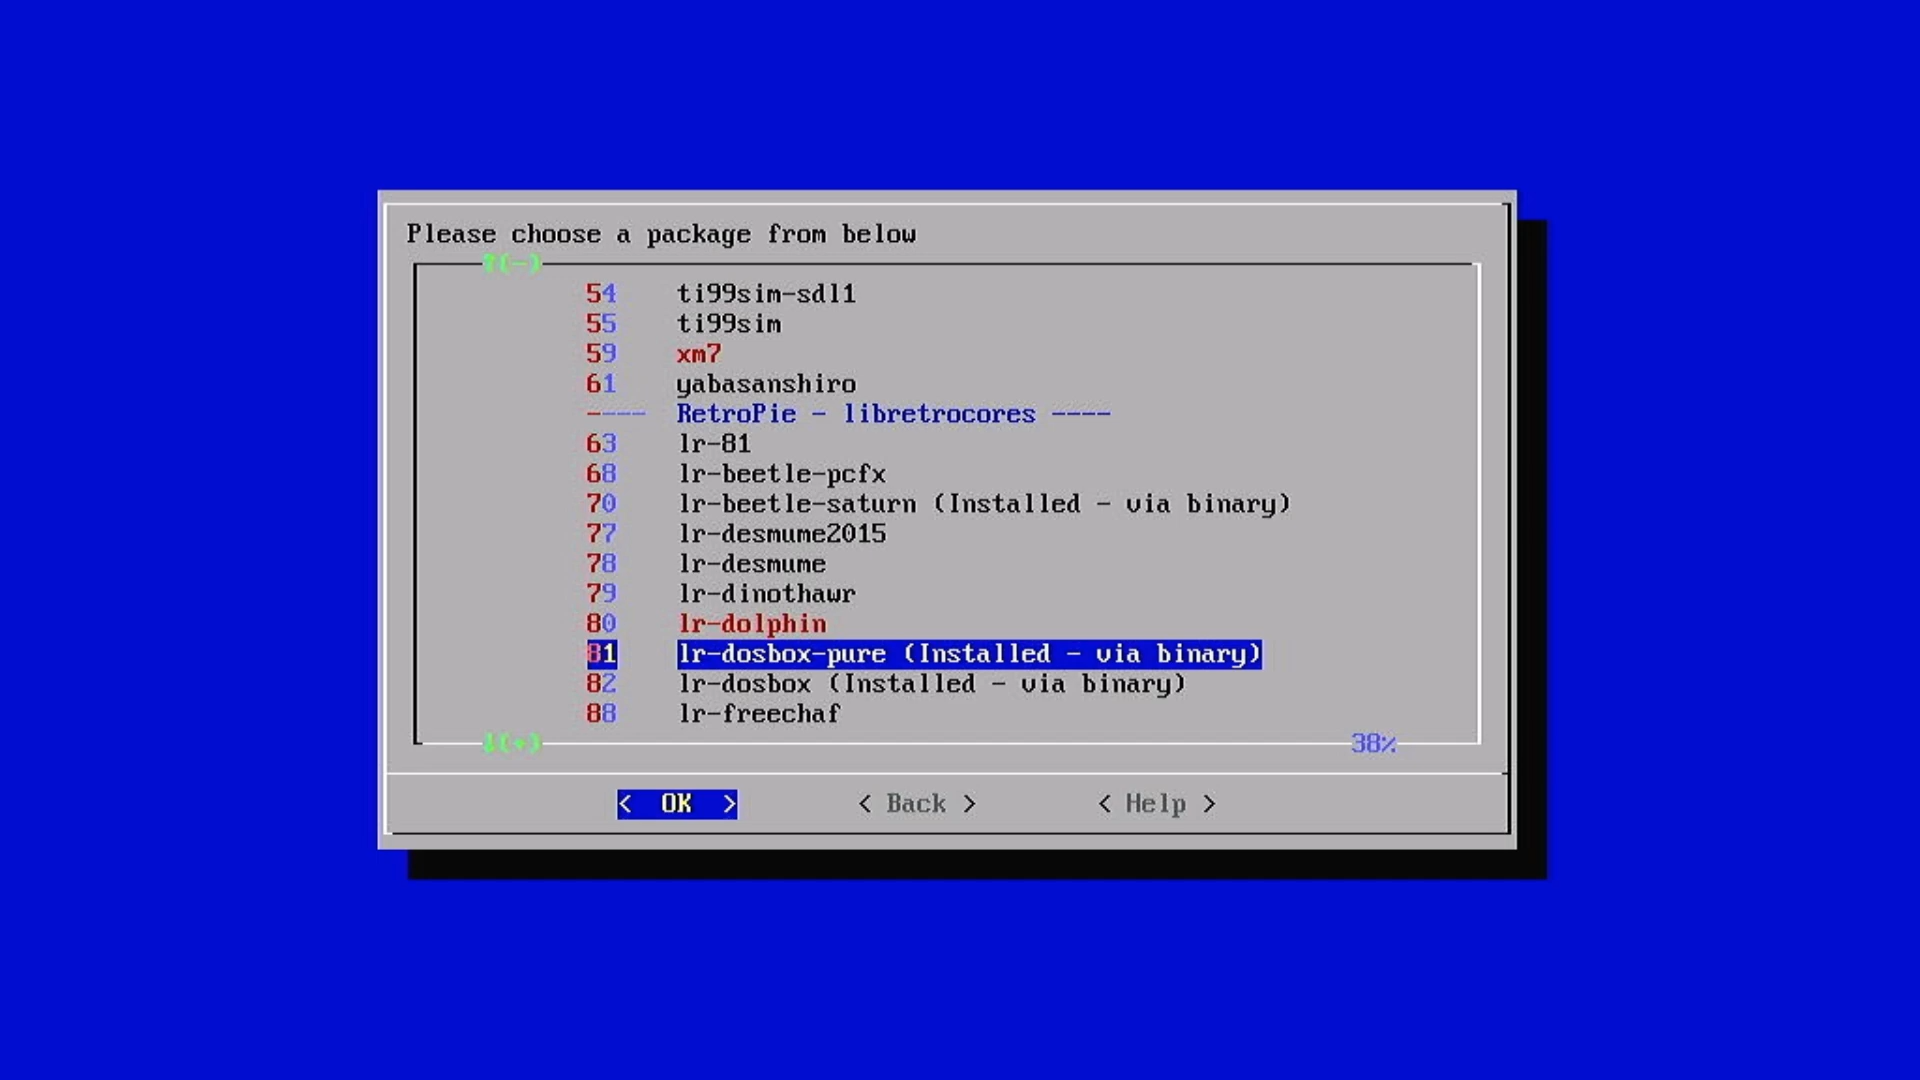 Please choose a package from below
↑(-)
54 ti99sim-sdl1
55 ti99sim
59 xm7
61 yabasanshiro
---- RetroPie - libretrocores ----
63 lr-81
68 lr-beetle-pcfx
70 lr-beetle-saturn (Installed - via binary)
77 lr-desmume2015
78 lr-desmume
79 lr-dinothawr
80 lr-dolphin
81 lr-dosbox-pure (Installed - via binary)
82 lr-dosbox (Installed - via binary)
88 lr-freechaf
↓(+) 38%
< OK > < Back > < Help >